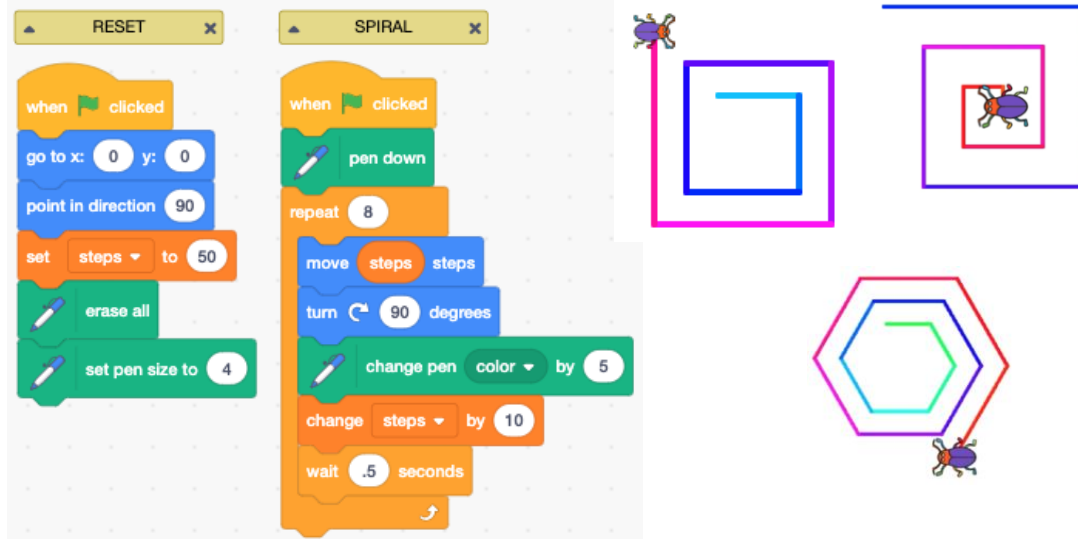 RESET
when clicked
go to x: 0 y: 0
point in direction 90
set steps to 50
erase all
set pen size to 4
SPIRAL
when clicked
pen down
repeat 8
move steps steps
turn 90 degrees
change pen color by 5
change steps by 10
wait .5 seconds